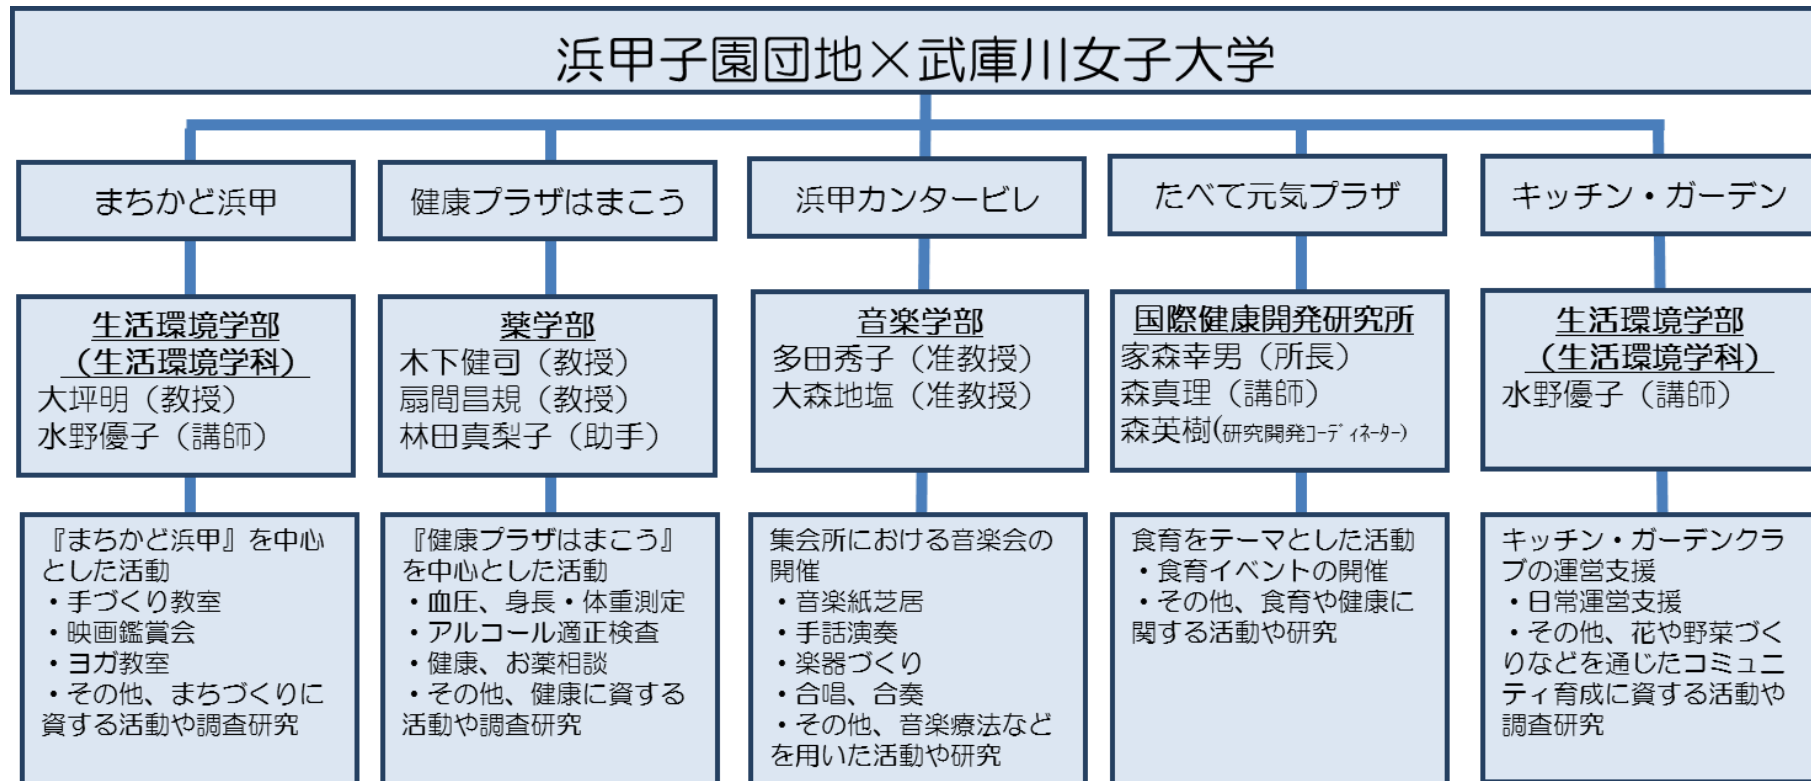 浜甲子園団地×武庫川女子大学
まちかど浜甲
健康プラザはまこう
浜甲カンタービレ
たべて元気プラザ
キッチン・ガーデン
生活環境学部
（生活環境学科）
大坪明（教授）
水野優子（講師）
薬学部
木下健司（教授）
扇間昌規（教授）
林田真梨子（助手）
音楽学部
多田秀子（准教授）
大森地塩（准教授）
国際健康開発研究所
家森幸男（所長）
森真理（講師）
森英樹(研究開発ｺｰﾃﾞｨﾈｰﾀｰ)
生活環境学部
（生活環境学科）
水野優子（講師）
『まちかど浜甲』を中心
とした活動
・手づくり教室
・映画鑑賞会
・ヨガ教室
・その他、まちづくりに
資する活動や調査研究
『健康プラザはまこう』
を中心とした活動
・血圧、身長・体重測定
・アルコール適正検査
・健康、お薬相談
・その他、健康に資する
活動や調査研究
集会所における音楽会の
開催
・音楽紙芝居
・手話演奏
・楽器づくり
・合唱、合奏
・その他、音楽療法など
を用いた活動や研究
食育をテーマとした活動
・食育イベントの開催
・その他、食育や健康に
関する活動や研究
キッチン・ガーデンクラ
ブの運営支援
・日常運営支援
・その他、花や野菜づく
りなどを通じたコミュニ
ティ育成に資する活動や
調査研究